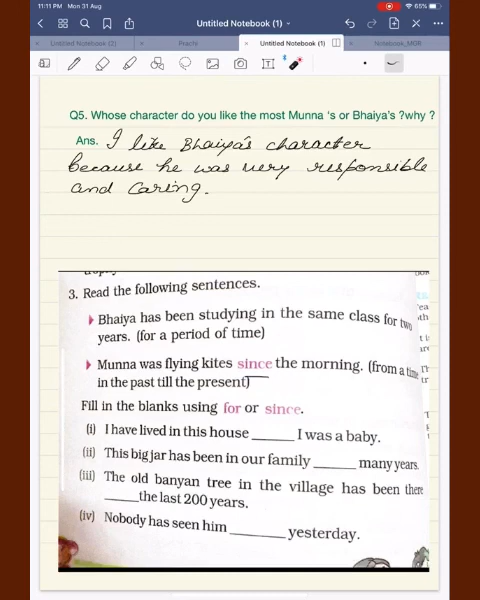 11:11 PM Mon 31 Aug
65%
Untitled Notebook (1)
Untitled Notebook (2)
Prachi
Untitled Notebook (1)
Notebook_MOR
Q5. Whose character do you like the most Munna 's or Bhaiya's ?why ?
Ans. I like Bhaiya's character
because he was very responsible
and caring.
3. Read the following sentences.
Bhaiya has been studying in the same class for two
years. (for a period of time)
Munna was flying kites since the morning. (from a time
in the past till the present)
Fill in the blanks using for or since.
(i) I have lived in this house ______ I was a baby.
(ii) This big jar has been in our family ______ many years.
(iii) The old banyan tree in the village has been there
_____the last 200 years.
(iv) Nobody has seen him ________ yesterday.